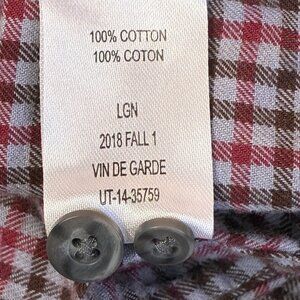 100% COTTON
100% COTON
LGN
2018 FALL 1
VIN DE GARDE
UT-14-35759